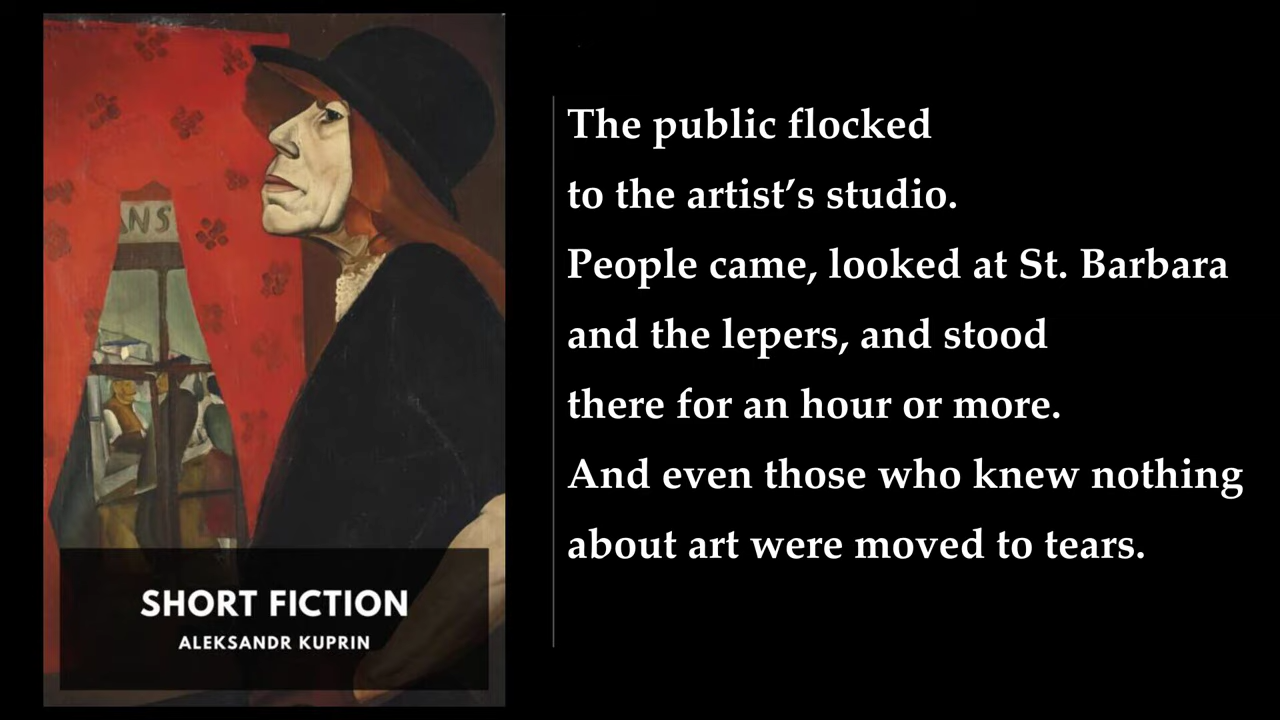 NS
SHORT FICTION
ALEKSANDR KUPRIN
The public flocked
to the artist’s studio.
People came, looked at St. Barbara
and the lepers, and stood
there for an hour or more.
And even those who knew nothing
about art were moved to tears.